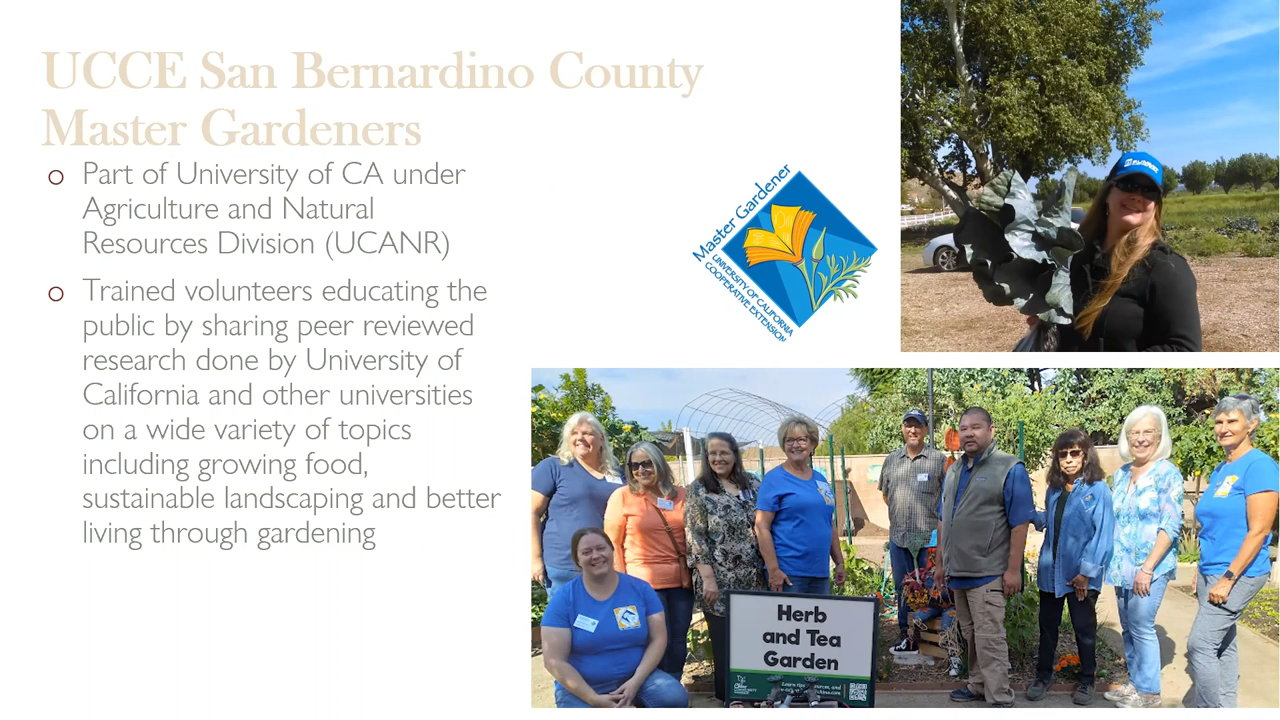 UCCE San Bernardino County
Master Gardeners
o Part of University of CA under
Agriculture and Natural
Resources Division (UCANR)
o Trained volunteers educating the
public by sharing peer reviewed
research done by University of
California and other universities
on a wide variety of topics
including growing food,
sustainable landscaping and better
living through gardening
Master Gardener
UNIVERSITY OF CALIFORNIA
COOPERATIVE EXTENSION
Herb
and Tea
Garden